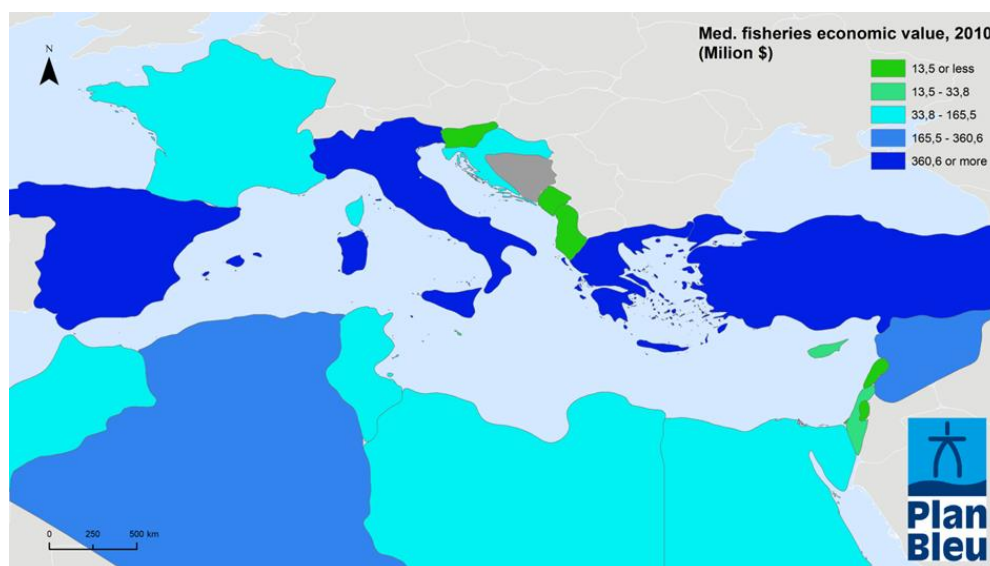 Med. fisheries economic value, 2010
(Milion $)
13,5 or less
13,5 - 33,8
33,8 - 165,5
165,5 - 360,6
360,6 or more
N
0 250 500 km
Plan
Bleu